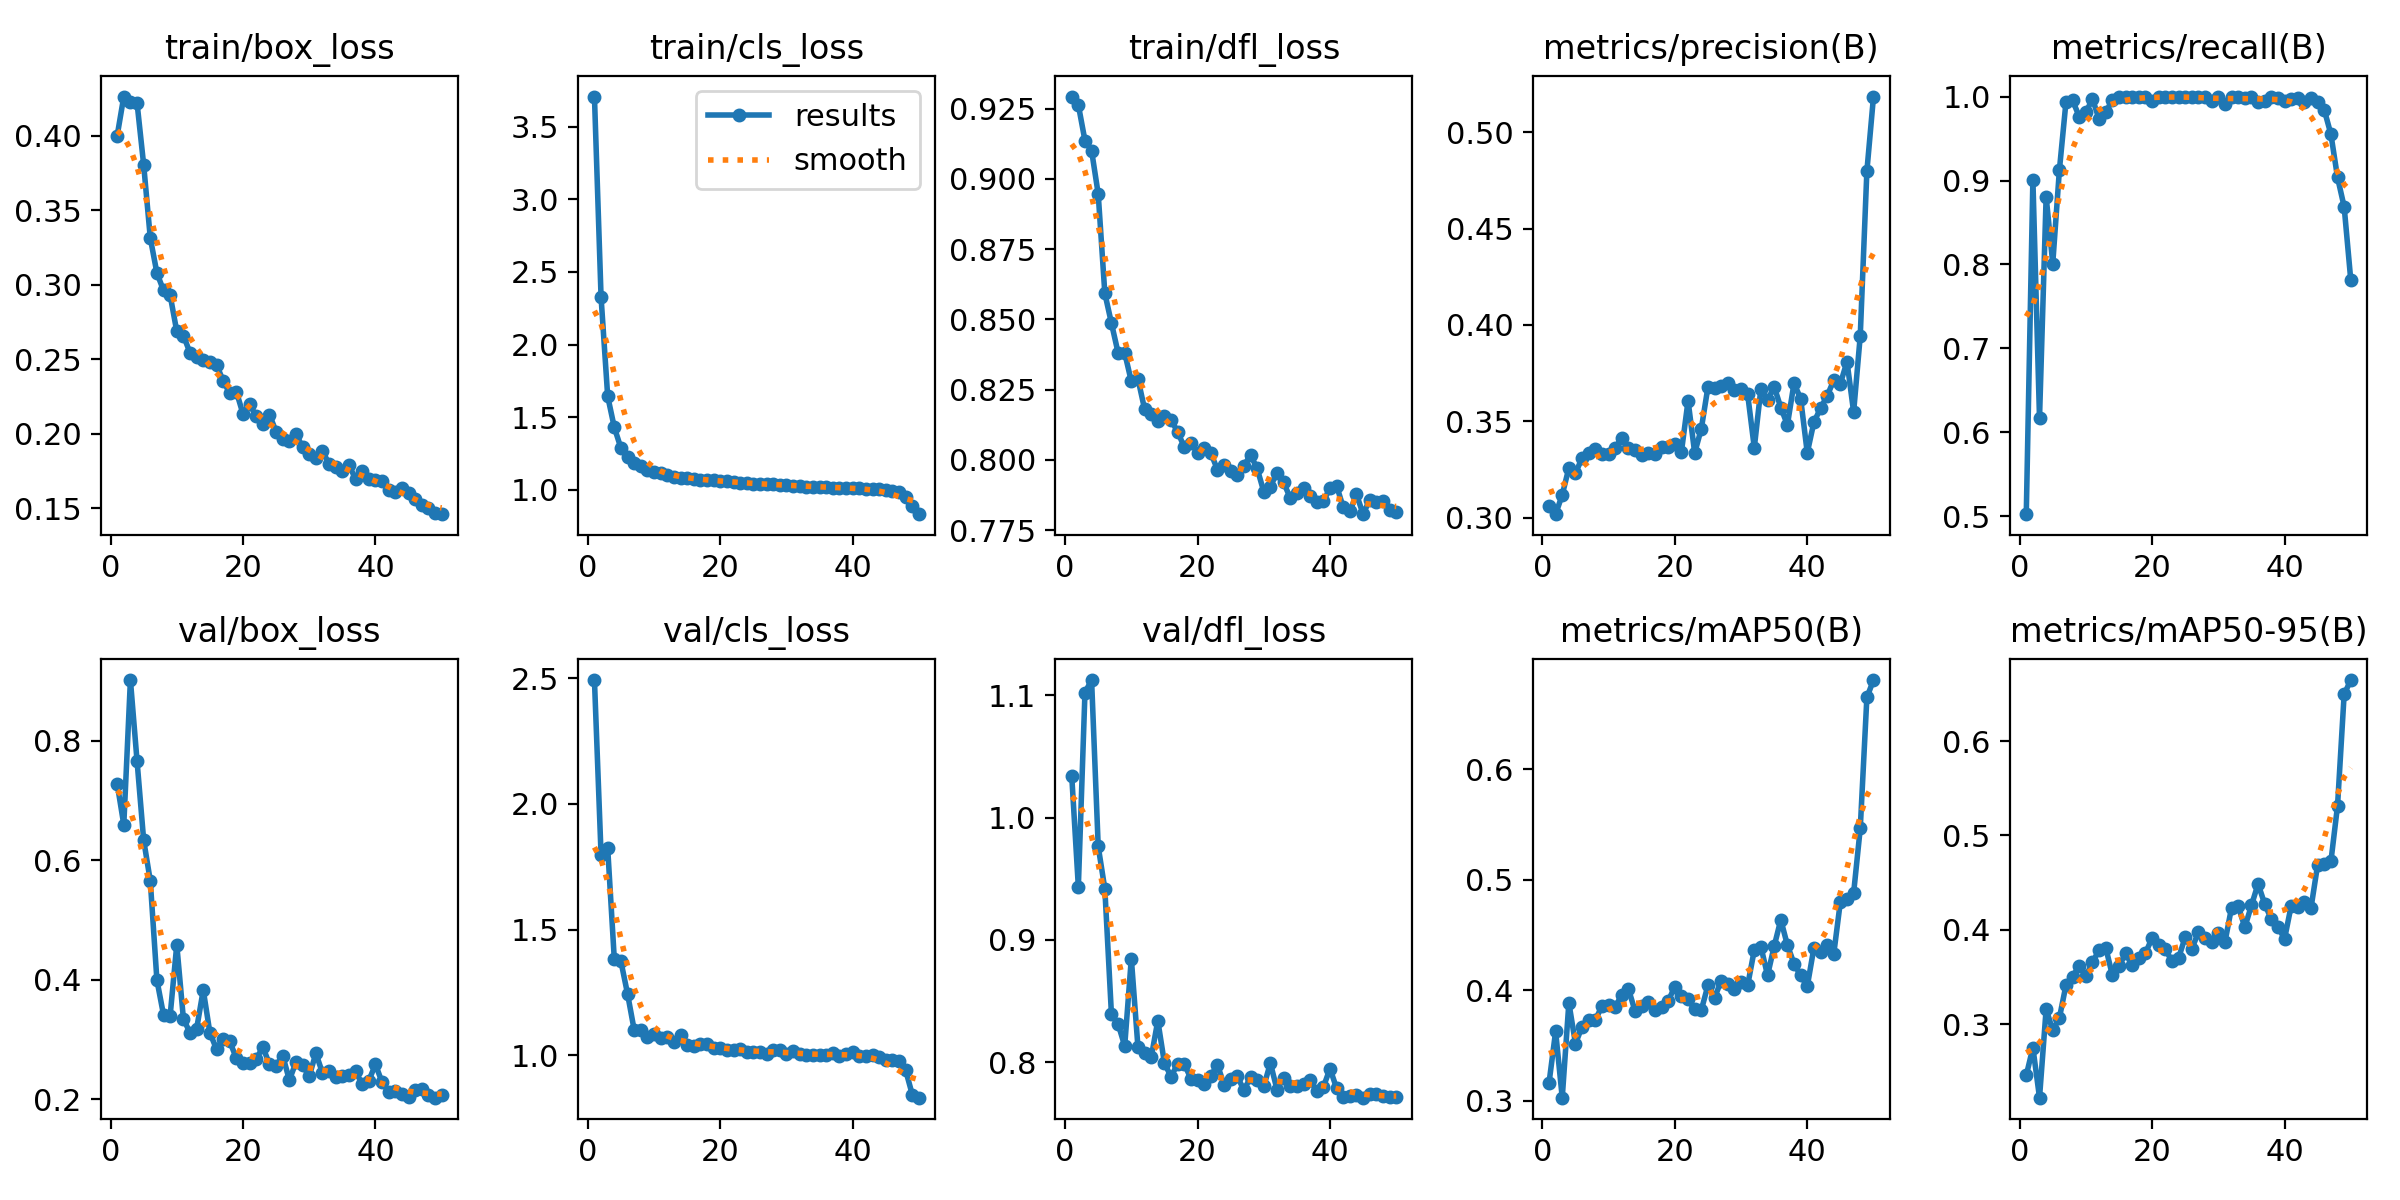 train/box_loss
train/cls_loss
train/dfl_loss
metrics/precision(B)
metrics/recall(B)
0.40
0.35
0.30
0.25
0.20
0.15
0 20 40
results
smooth
3.5
3.0
2.5
2.0
1.5
1.0
0 20 40
0.925
0.900
0.875
0.850
0.825
0.800
0.775
0 20 40
0.50
0.45
0.40
0.35
0.30
0 20 40
1.0
0.9
0.8
0.7
0.6
0.5
0 20 40
val/box_loss
val/cls_loss
val/dfl_loss
metrics/mAP50(B)
metrics/mAP50-95(B)
0.8
0.6
0.4
0.2
0 20 40
2.5
2.0
1.5
1.0
0 20 40
1.1
1.0
0.9
0.8
0 20 40
0.6
0.5
0.4
0.3
0 20 40
0.6
0.5
0.4
0.3
0 20 40